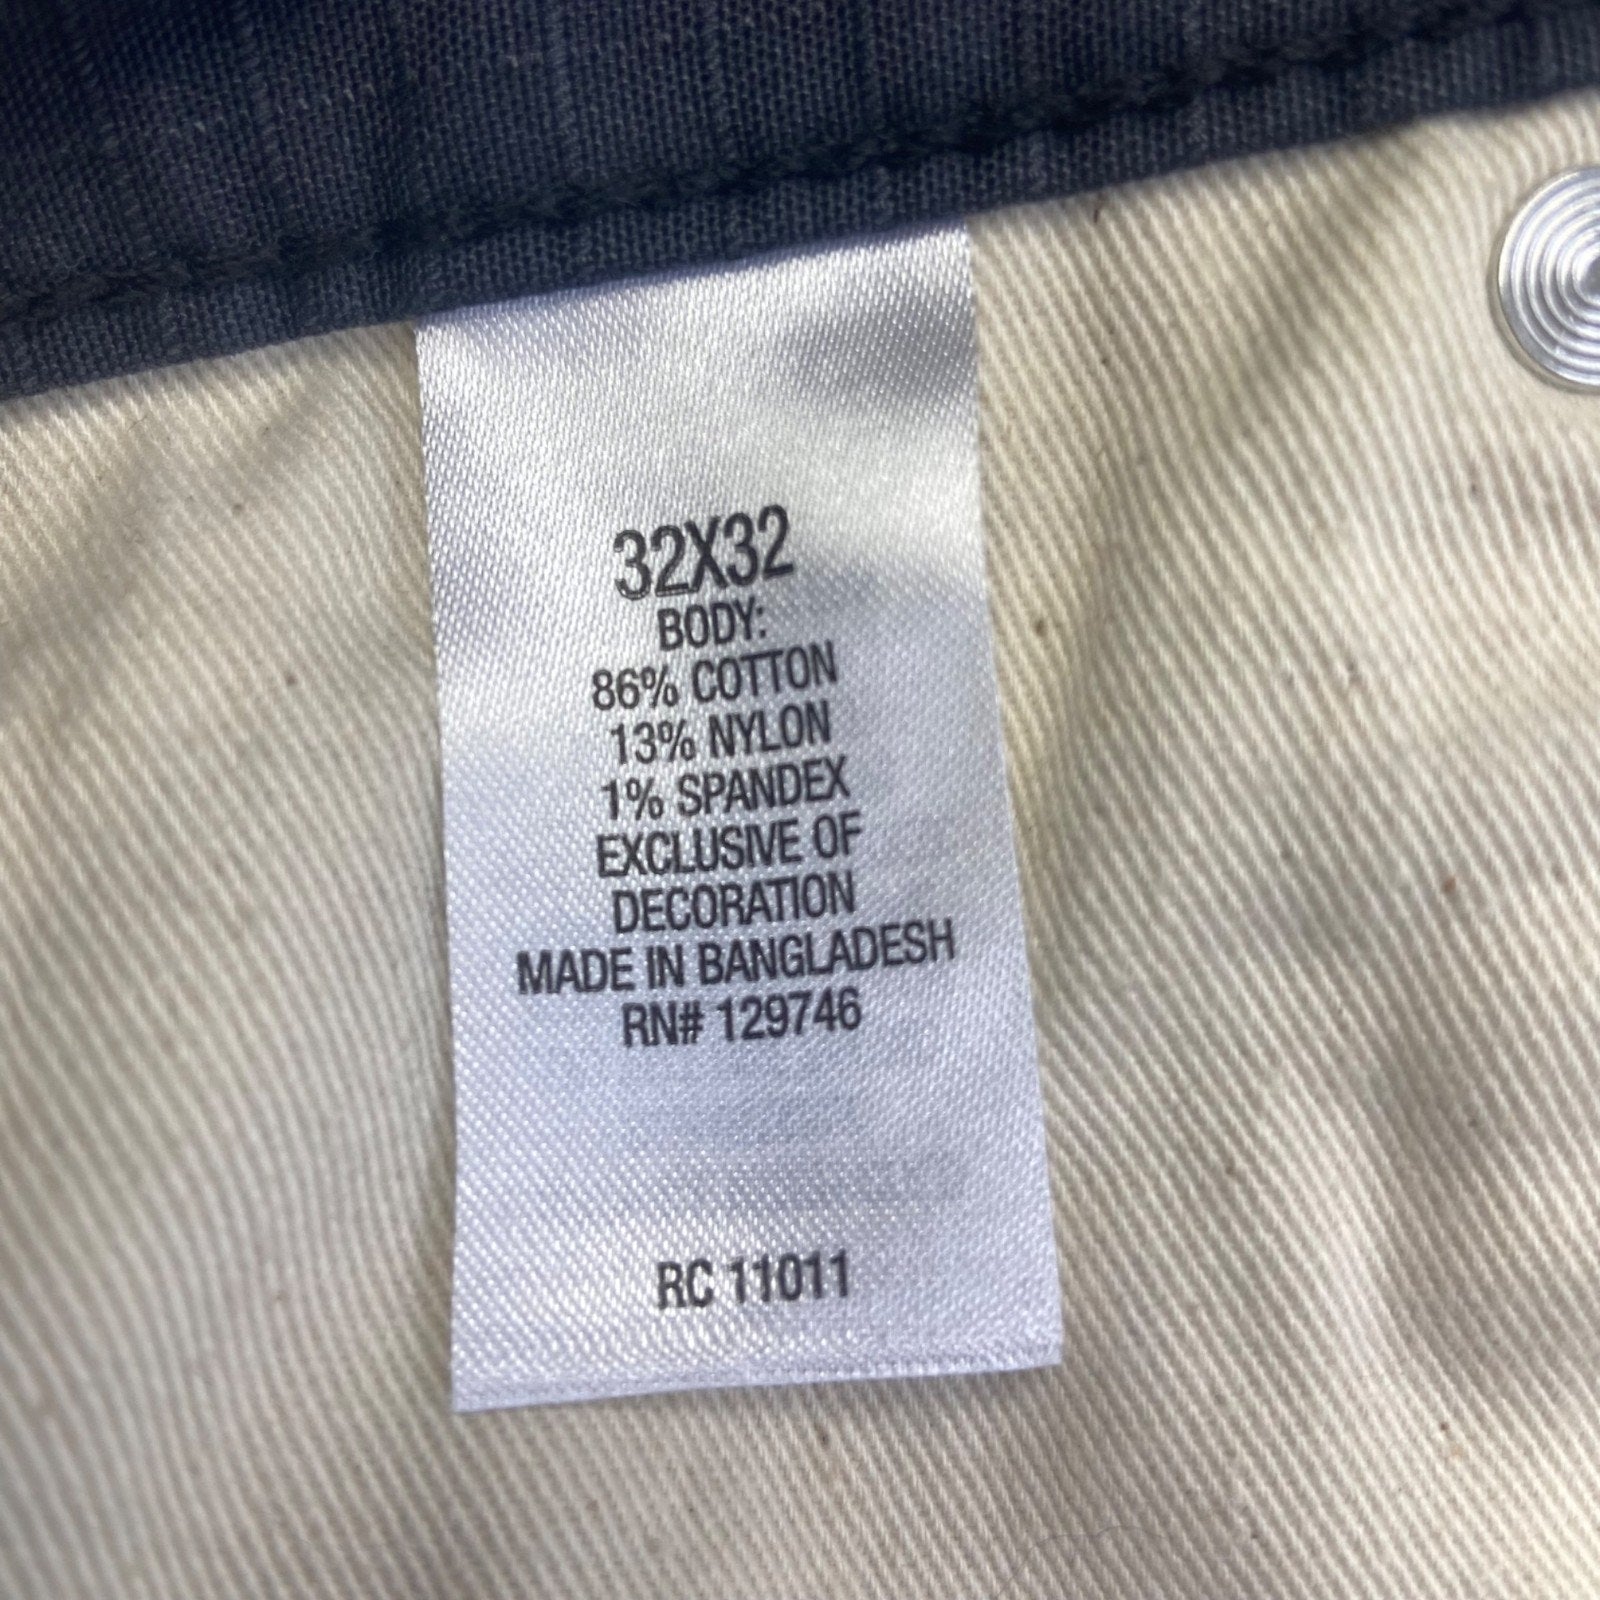 32X32
BODY:
86% COTTON
13% NYLON
1% SPANDEX
EXCLUSIVE OF
DECORATION
MADE IN BANGLADESH
RN# 129746
RC 11011